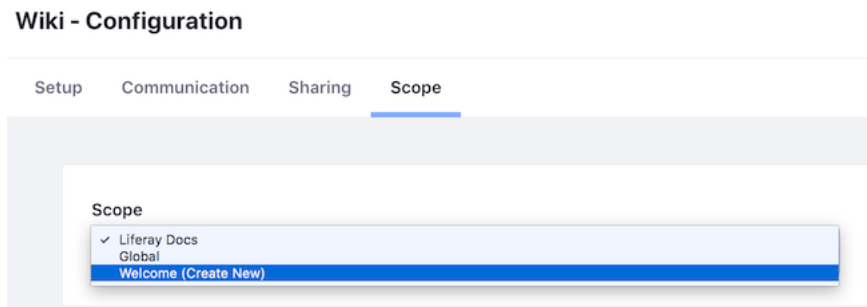 Wiki - Configuration
Setup Communication Sharing Scope
Scope
✓ Liferay Docs
Global
Welcome (Create New)